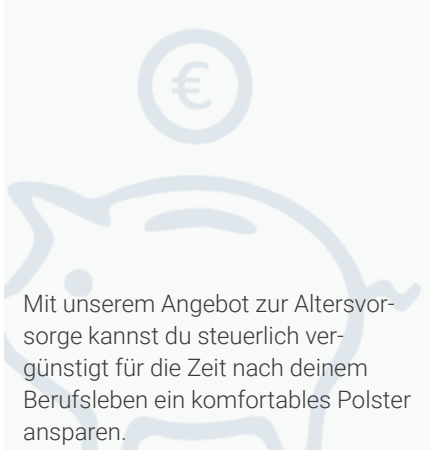 €
Mit unserem Angebot zur Altersvor-
sorge kannst du steuerlich ver-
günstigt für die Zeit nach deinem
Berufsleben ein komfortables Polster
ansparen.